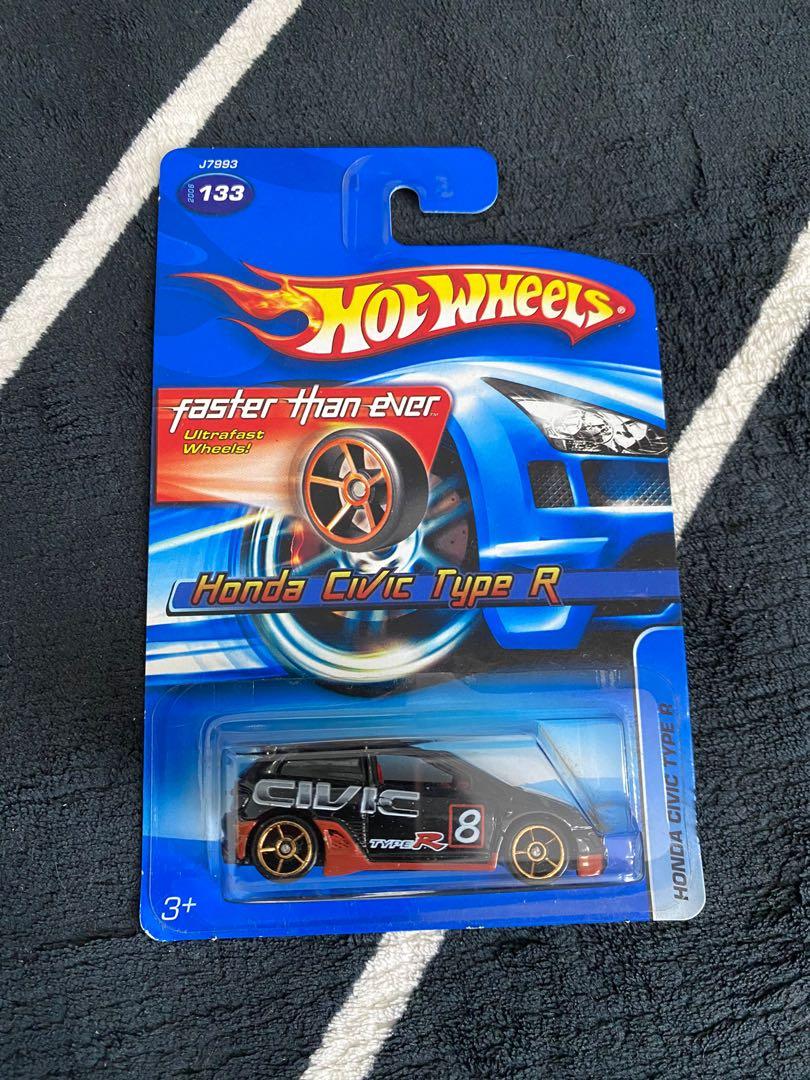 J7993
2006
133
HOT WHEELS®
faster than ever™
Ultrafast
Wheels!
Honda Civic Type R
HONDA CIVIC TYPE R
CIVIC
TYPE R
8
3+